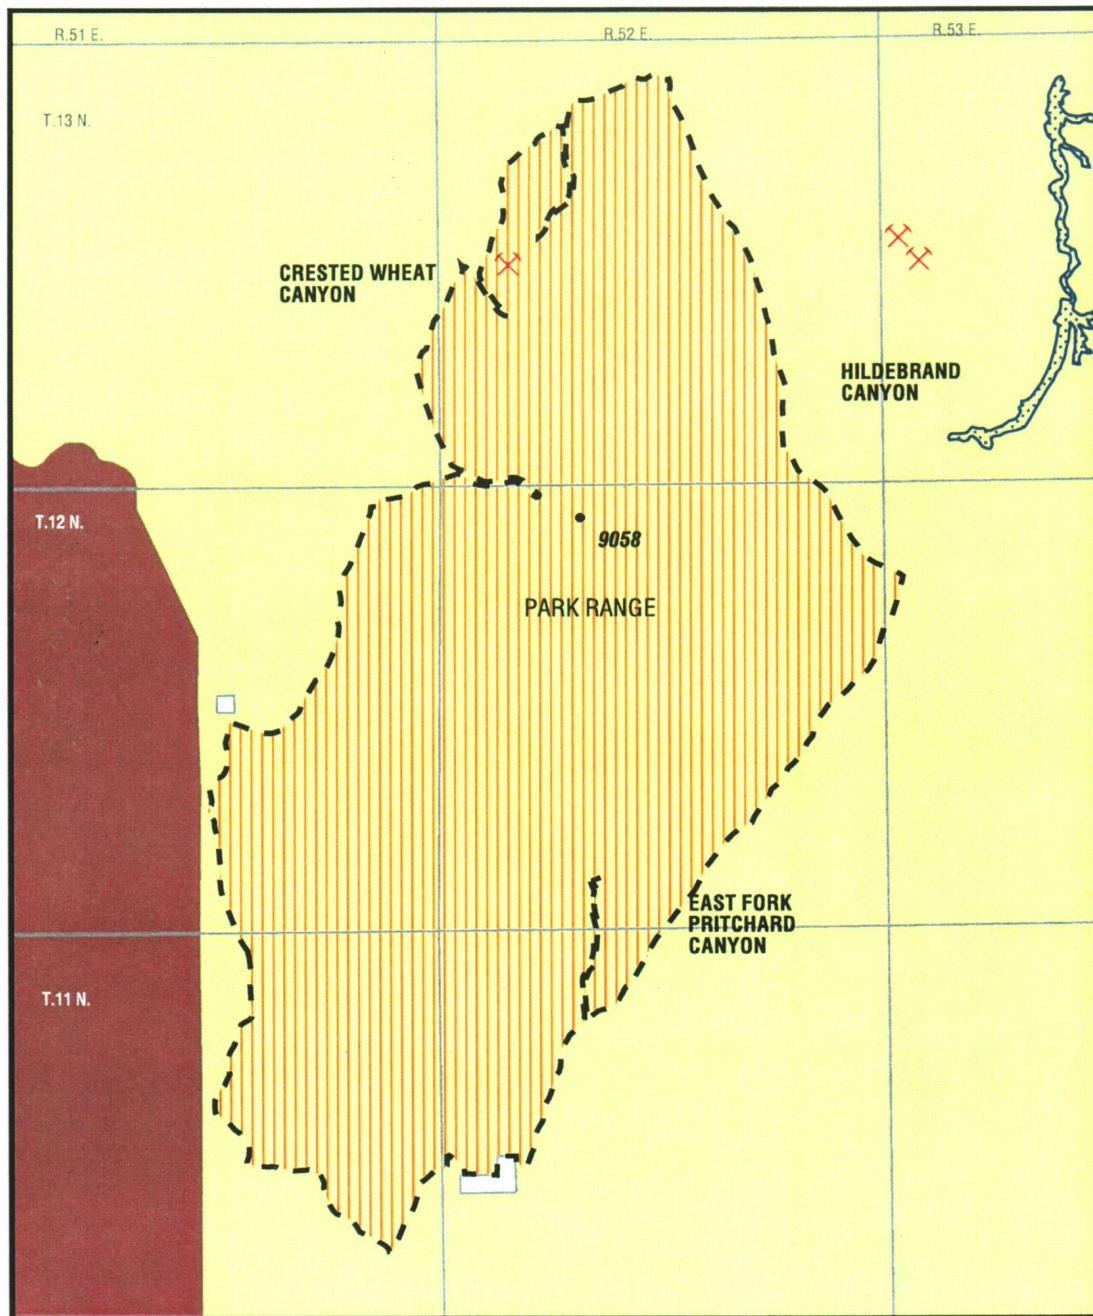 R.51 E.
R.52 E.
R.53 E.
T.13 N.
CRESTED WHEAT
CANYON
HILDEBRAND
CANYON
T.12 N.
9058
PARK RANGE
EAST FORK
PRITCHARD
CANYON
T.11 N.